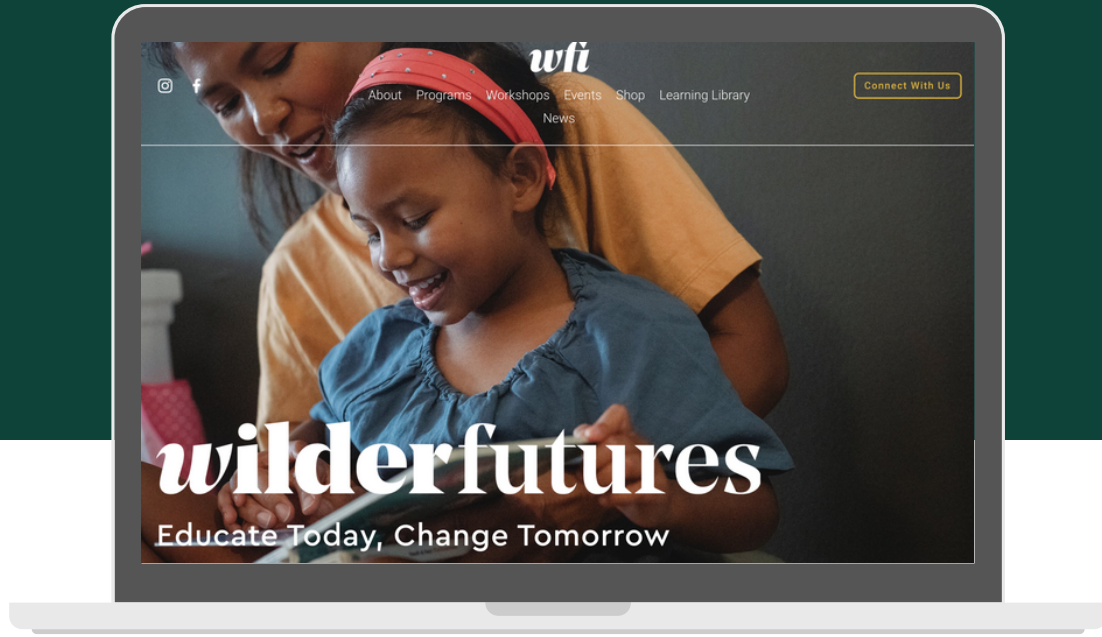 wfi
About Programs Workshops Events Shop Learning Library
News
Connect With Us
wilderfutures
Educate Today, Change Tomorrow